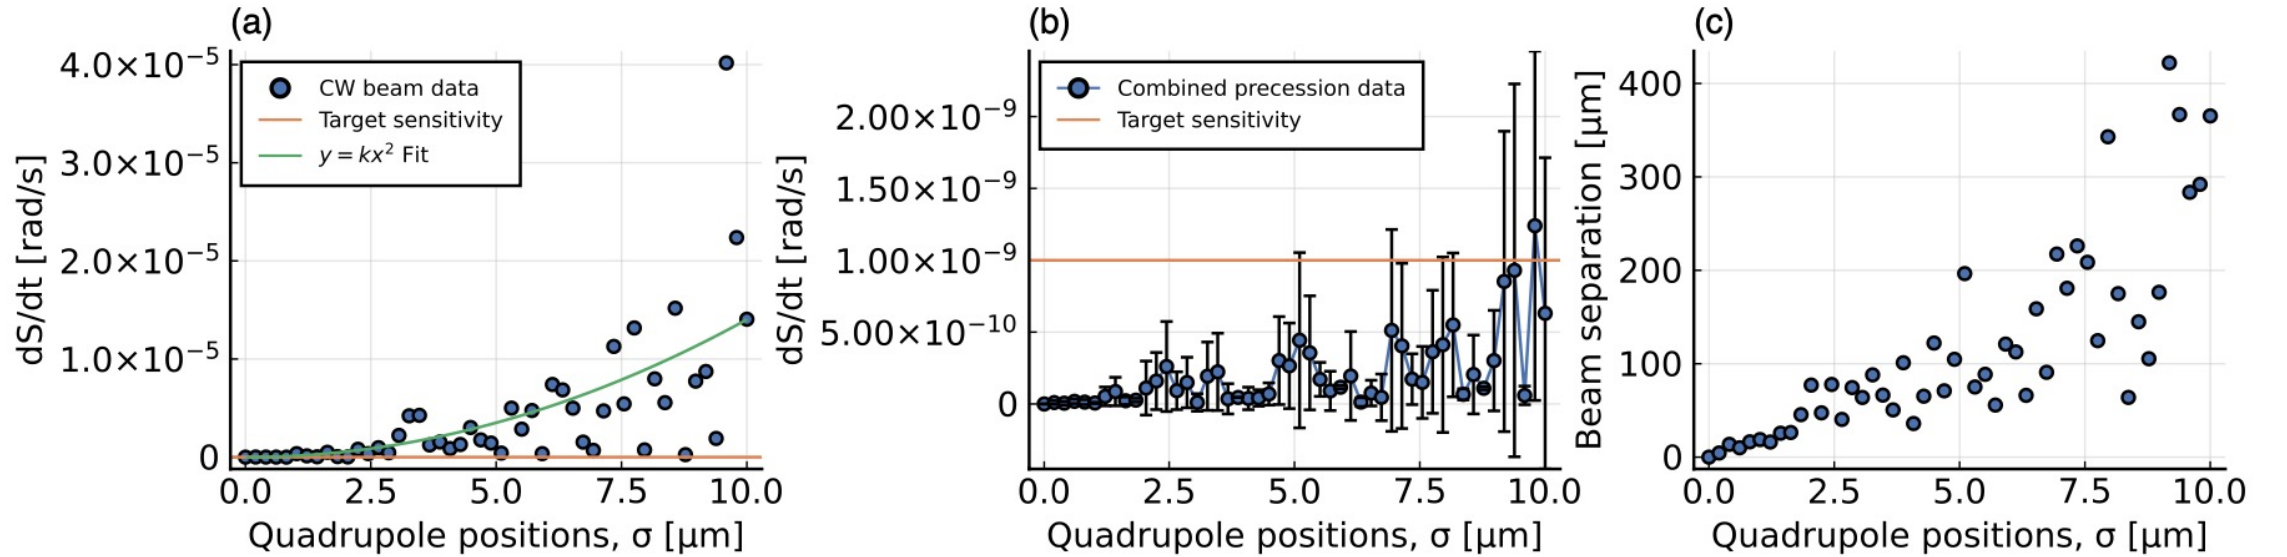 (a)
4.0×10⁻⁵
3.0×10⁻⁵
2.0×10⁻⁵
1.0×10⁻⁵
0
dS/dt [rad/s]
CW beam data
Target sensitivity
y = kx² Fit
0.0 2.5 5.0 7.5 10.0
Quadrupole positions, σ [μm]
(b)
2.00×10⁻⁹
1.50×10⁻⁹
1.00×10⁻⁹
5.00×10⁻¹⁰
0
dS/dt [rad/s]
Combined precession data
Target sensitivity
0.0 2.5 5.0 7.5 10.0
Quadrupole positions, σ [μm]
(c)
400
300
200
100
0
Beam separation [μm]
0.0 2.5 5.0 7.5 10.0
Quadrupole positions, σ [μm]